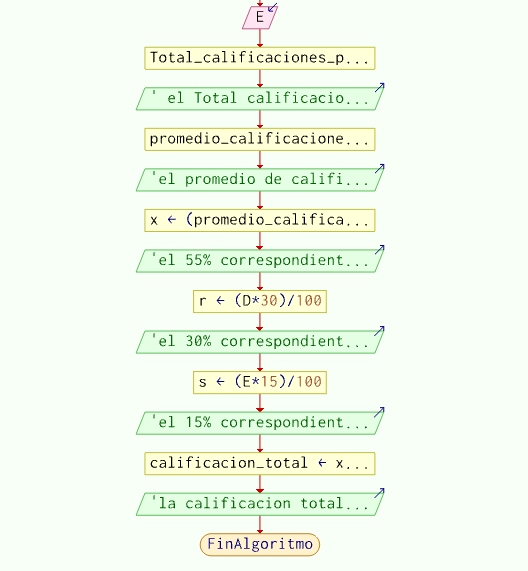 E
Total_calificaciones_p...
' el Total calificacio...
promedio_calificacione...
'el promedio de califi...
x ← (promedio_califica...
'el 55% correspondient...
r ← (D*30)/100
'el 30% correspondient...
s ← (E*15)/100
'el 15% correspondient...
calificacion_total ← x...
'la calificacion total...
FinAlgoritmo